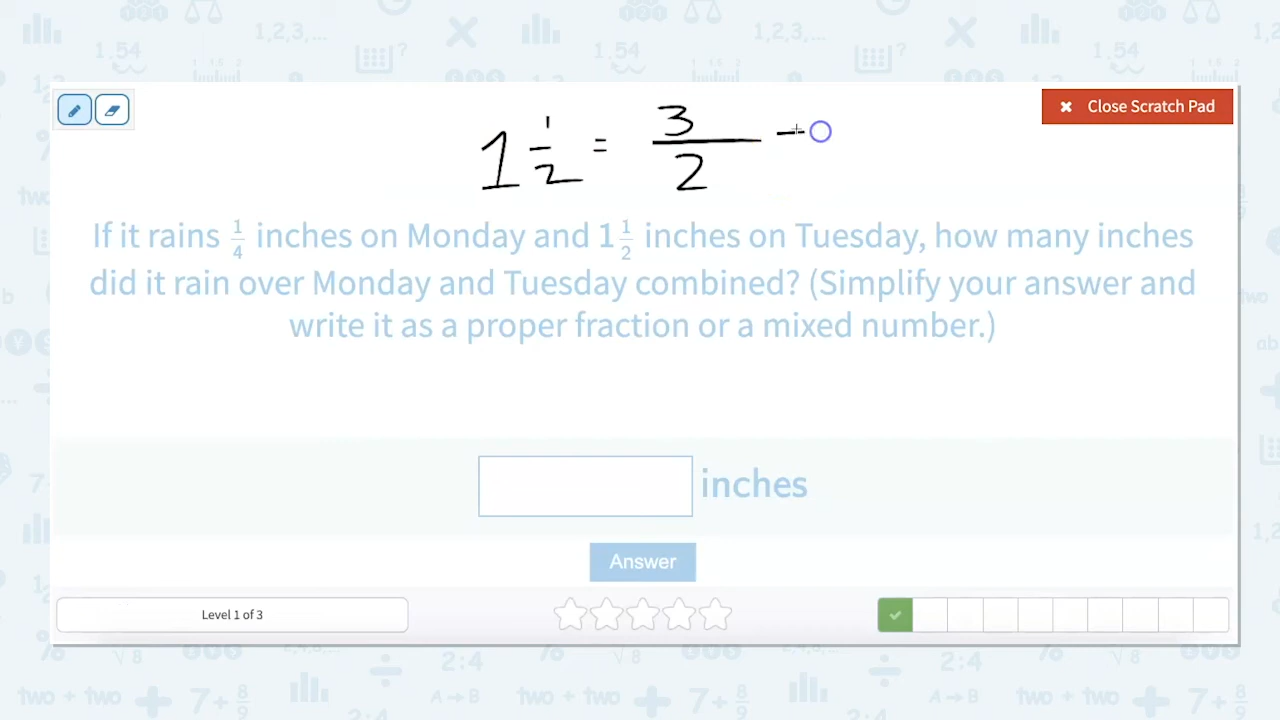 Close Scratch Pad
1 1/2 = 3/2 -
If it rains 1/4 inches on Monday and 1 1/2 inches on Tuesday, how many inches
did it rain over Monday and Tuesday combined? (Simplify your answer and
write it as a proper fraction or a mixed number.)
inches
Answer
Level 1 of 3